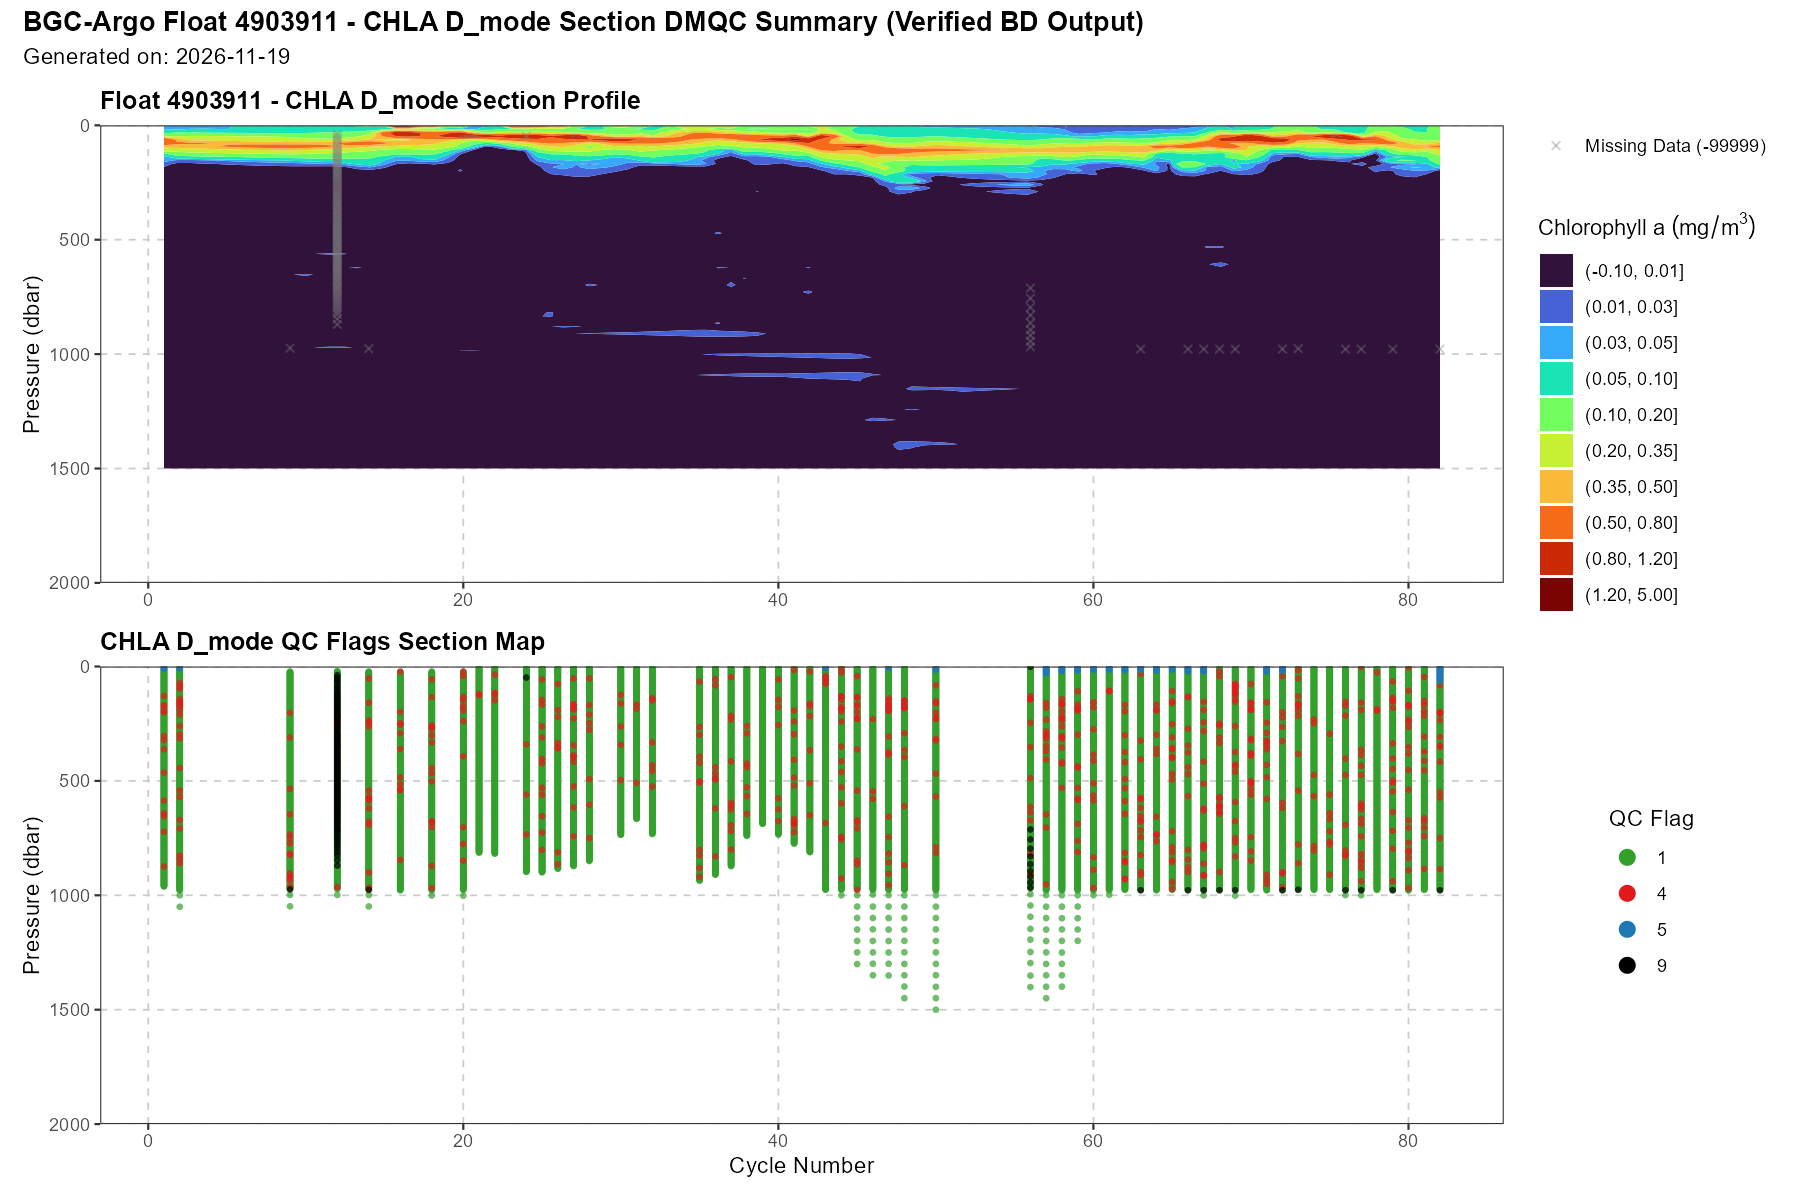 BGC-Argo Float 4903911 - CHLA D_mode Section DMQC Summary (Verified BD Output)
Generated on: 2026-11-19
Float 4903911 - CHLA D_mode Section Profile
Pressure (dbar)
0
500
1000
1500
2000
0 20 40 60 80
Missing Data (-99999)
Chlorophyll a (mg/m³)
(-0.10, 0.01]
(0.01, 0.03]
(0.03, 0.05]
(0.05, 0.10]
(0.10, 0.20]
(0.20, 0.35]
(0.35, 0.50]
(0.50, 0.80]
(0.80, 1.20]
(1.20, 5.00]
CHLA D_mode QC Flags Section Map
Pressure (dbar)
0
500
1000
1500
2000
0 20 40 60 80
Cycle Number
QC Flag
1
4
5
9